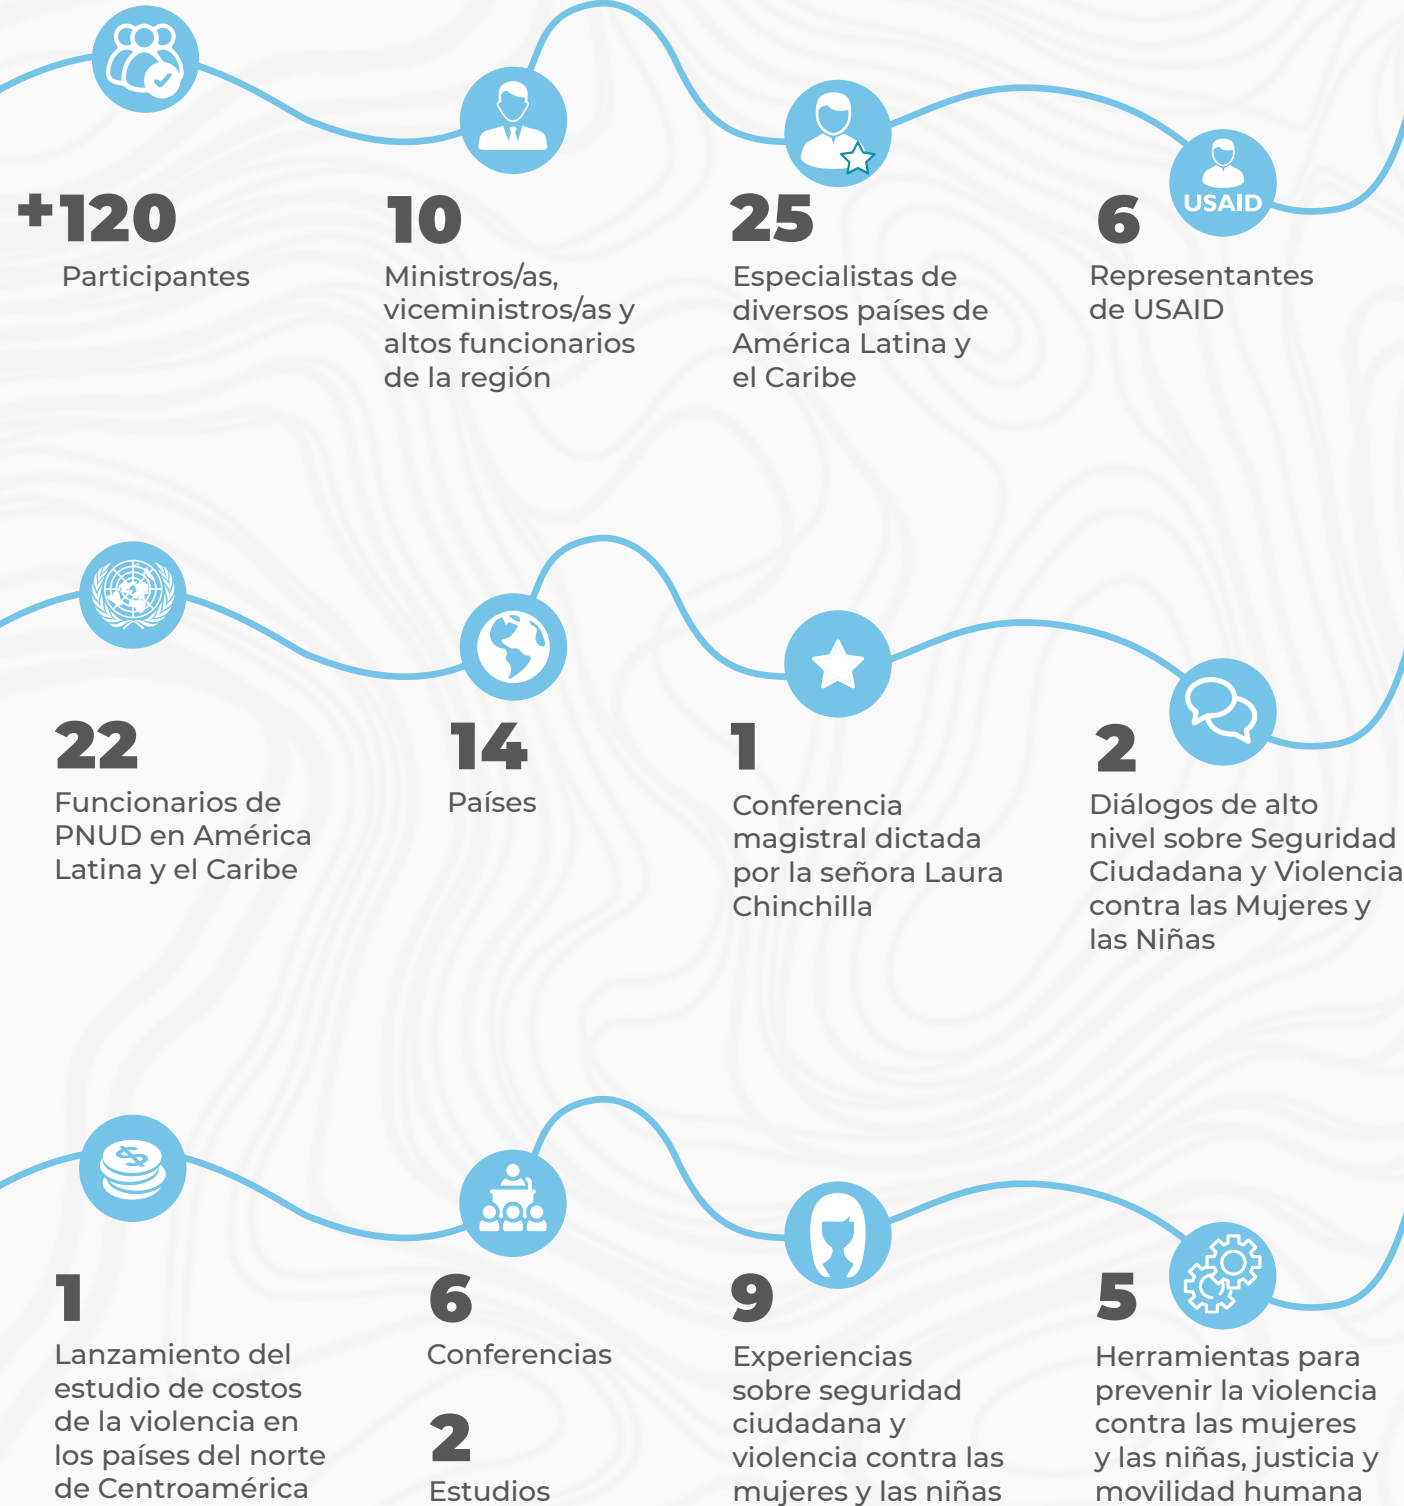 +120
Participantes
10
Ministros/as,
viceministros/as y
altos funcionarios
de la región
25
Especialistas de
diversos países de
América Latina y
el Caribe
USAID
6
Representantes
de USAID
22
Funcionarios de
PNUD en América
Latina y el Caribe
14
Países
1
Conferencia
magistral dictada
por la señora Laura
Chinchilla
2
Diálogos de alto
nivel sobre Seguridad
Ciudadana y Violencia
contra las Mujeres y
las Niñas
$
1
Lanzamiento del
estudio de costos
de la violencia en
los países del norte
de Centroamérica
6
Conferencias
2
Estudios
9
Experiencias
sobre seguridad
ciudadana y
violencia contra las
mujeres y las niñas
5
Herramientas para
prevenir la violencia
contra las mujeres
y las niñas, justicia y
movilidad humana